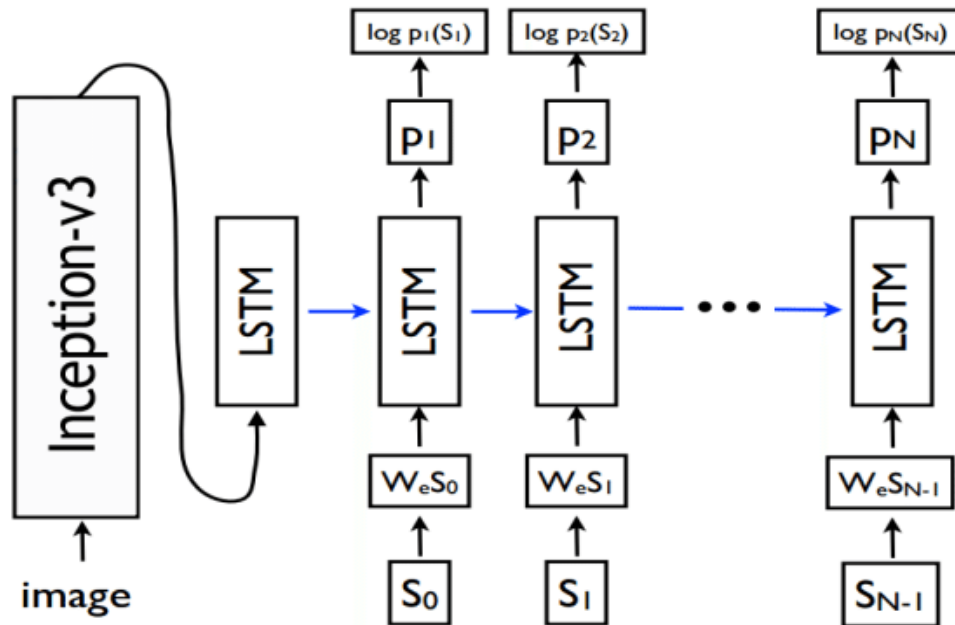 log p₁(S₁) log p₂(S₂) log pN(SN)
p₁ p₂ pN
Inception-v3
LSTM LSTM LSTM LSTM
WeS₀ WeS₁ WeSN-1
image
S₀ S₁ SN-1